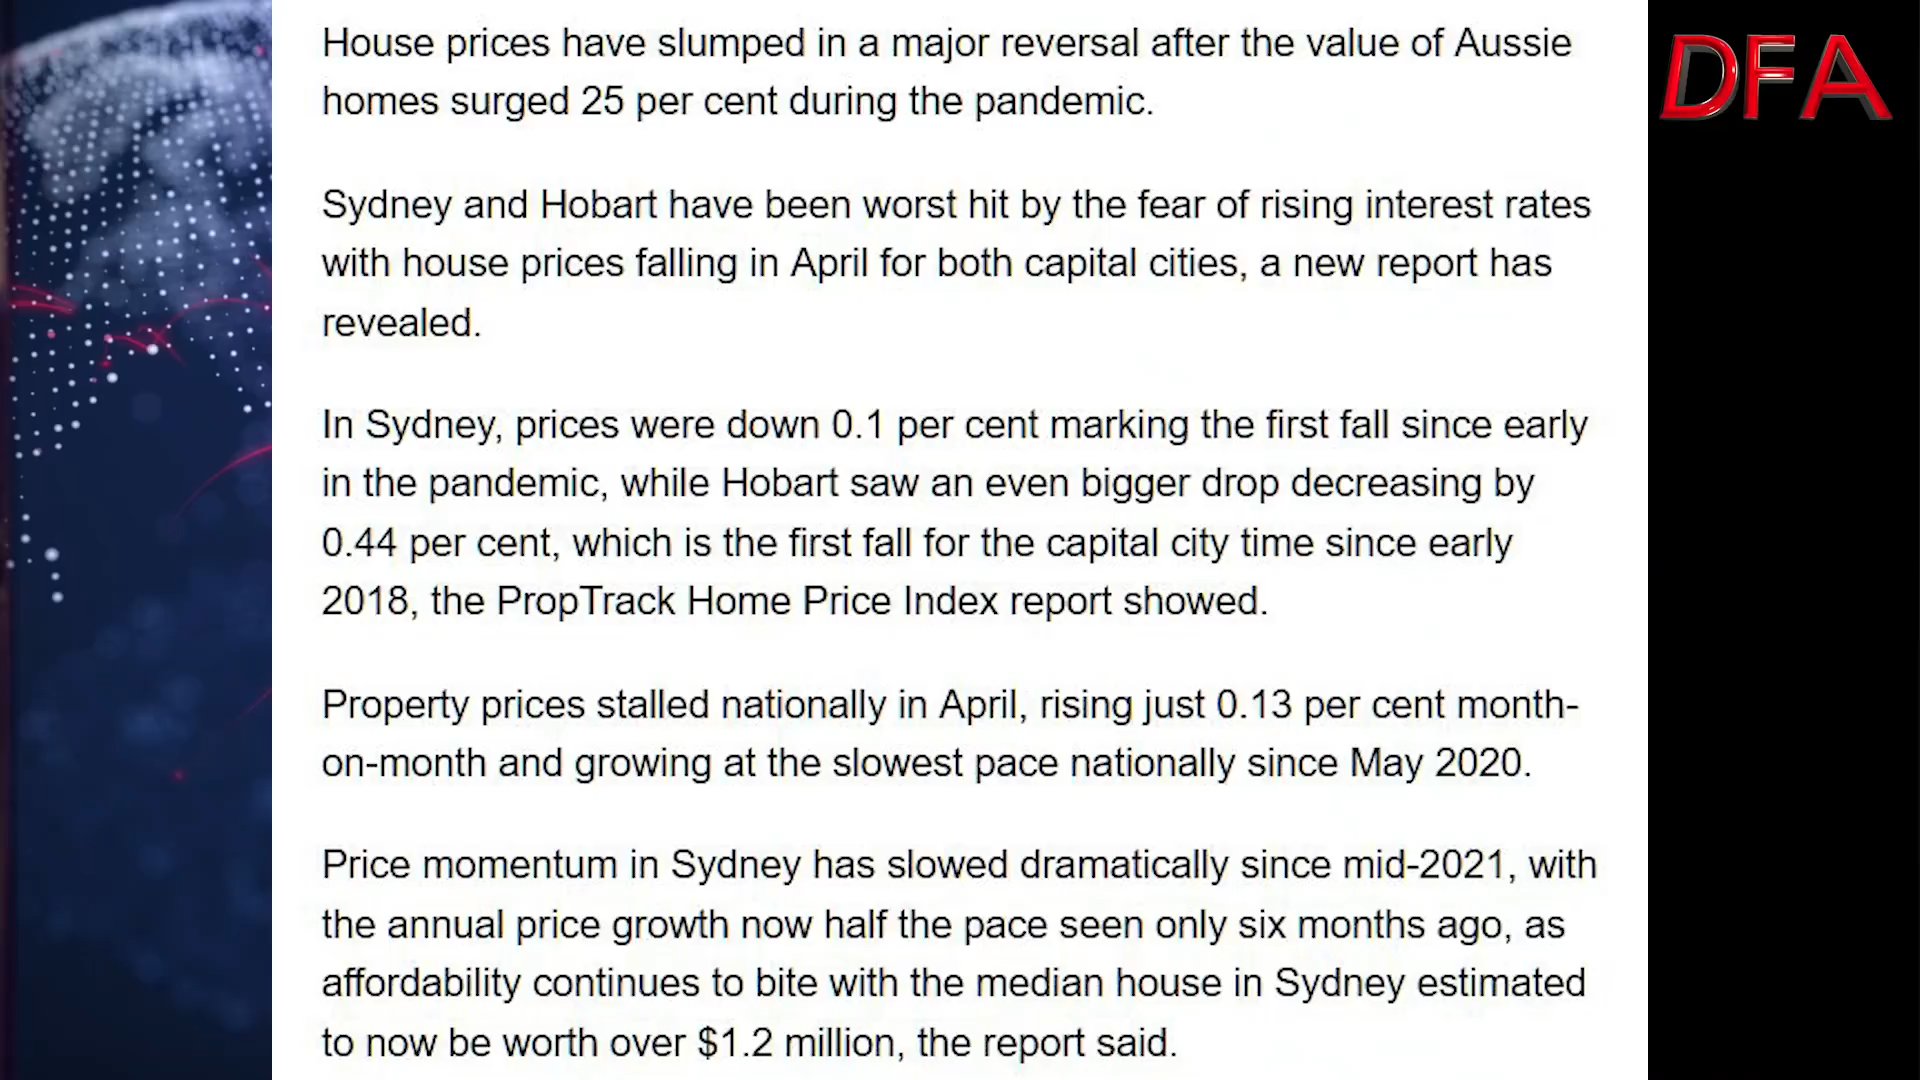 House prices have slumped in a major reversal after the value of Aussie
homes surged 25 per cent during the pandemic.
Sydney and Hobart have been worst hit by the fear of rising interest rates
with house prices falling in April for both capital cities, a new report has
revealed.
In Sydney, prices were down 0.1 per cent marking the first fall since early
in the pandemic, while Hobart saw an even bigger drop decreasing by
0.44 per cent, which is the first fall for the capital city time since early
2018, the PropTrack Home Price Index report showed.
Property prices stalled nationally in April, rising just 0.13 per cent month-
on-month and growing at the slowest pace nationally since May 2020.
Price momentum in Sydney has slowed dramatically since mid-2021, with
the annual price growth now half the pace seen only six months ago, as
affordability continues to bite with the median house in Sydney estimated
to now be worth over $1.2 million, the report said.
DFA